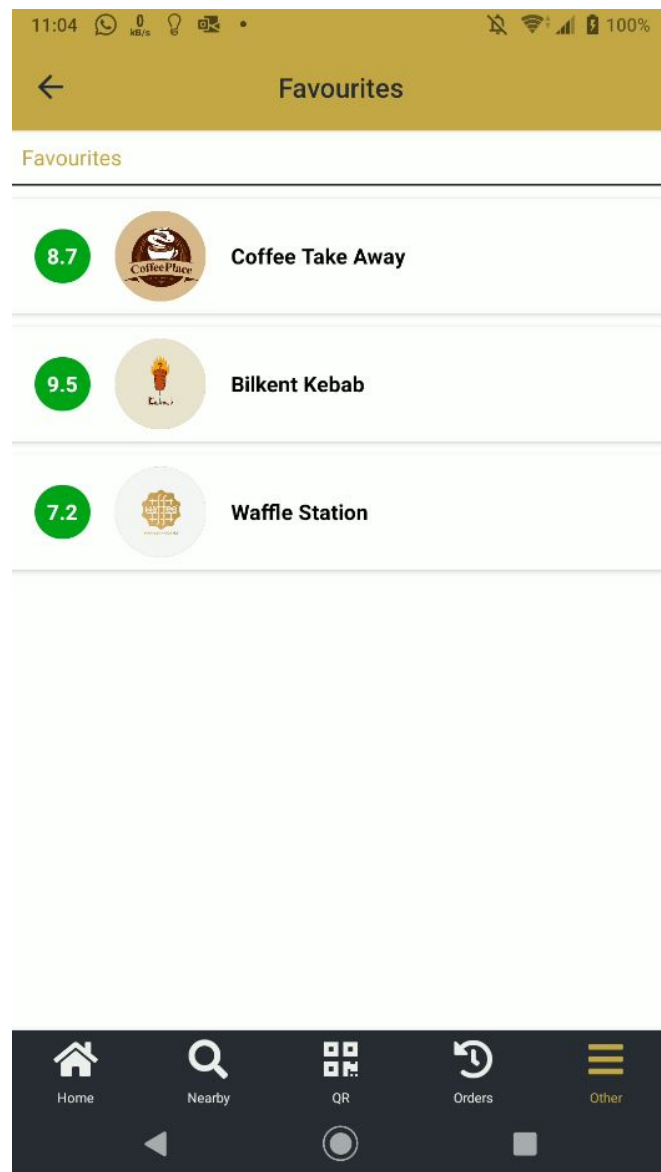 11:04 0 kB/s 100%
Favourites
Favourites
8.7 Coffee Place Coffee Take Away
9.5 Kebab Bilkent Kebab
7.2 Waffle Station
Home Nearby QR Orders Other